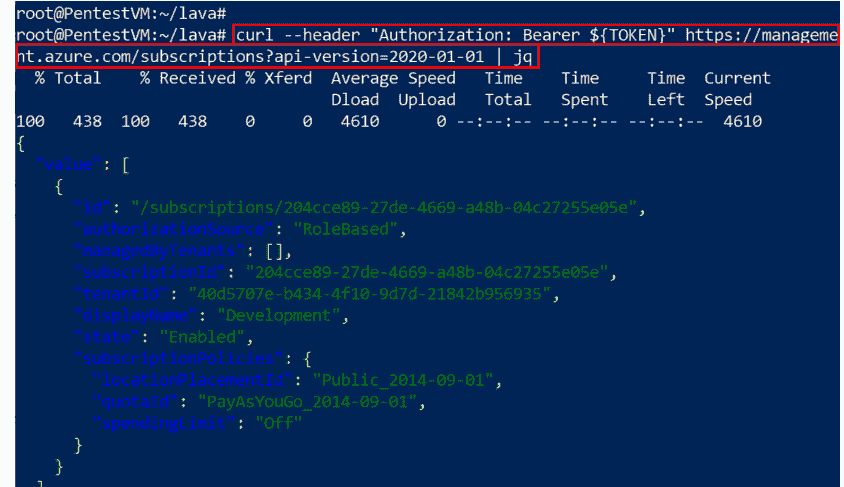 root@PentestVM:~/lava#
root@PentestVM:~/lava# curl --header "Authorization: Bearer ${TOKEN}" https://manageme
nt.azure.com/subscriptions?api-version=2020-01-01 | jq
% Total % Received % Xferd Average Speed Time Time Time Current
Dload Upload Total Spent Left Speed
100 438 100 438 0 0 4610 0 --:--:-- --:--:-- --:--:-- 4610
{
"value": [
{
"id": "/subscriptions/204cce89-27de-4669-a48b-04c27255e05e",
"authorizationSource": "RoleBased",
"managedByTenants": [],
"subscriptionId": "204cce89-27de-4669-a48b-04c27255e05e",
"tenantId": "40d5707e-b434-4f10-9d7d-21842b956935",
"displayName": "Development",
"state": "Enabled",
"subscriptionPolicies": {
"locationPlacementId": "Public_2014-09-01",
"quotaId": "PayAsYouGo_2014-09-01",
"spendingLimit": "Off"
}
}